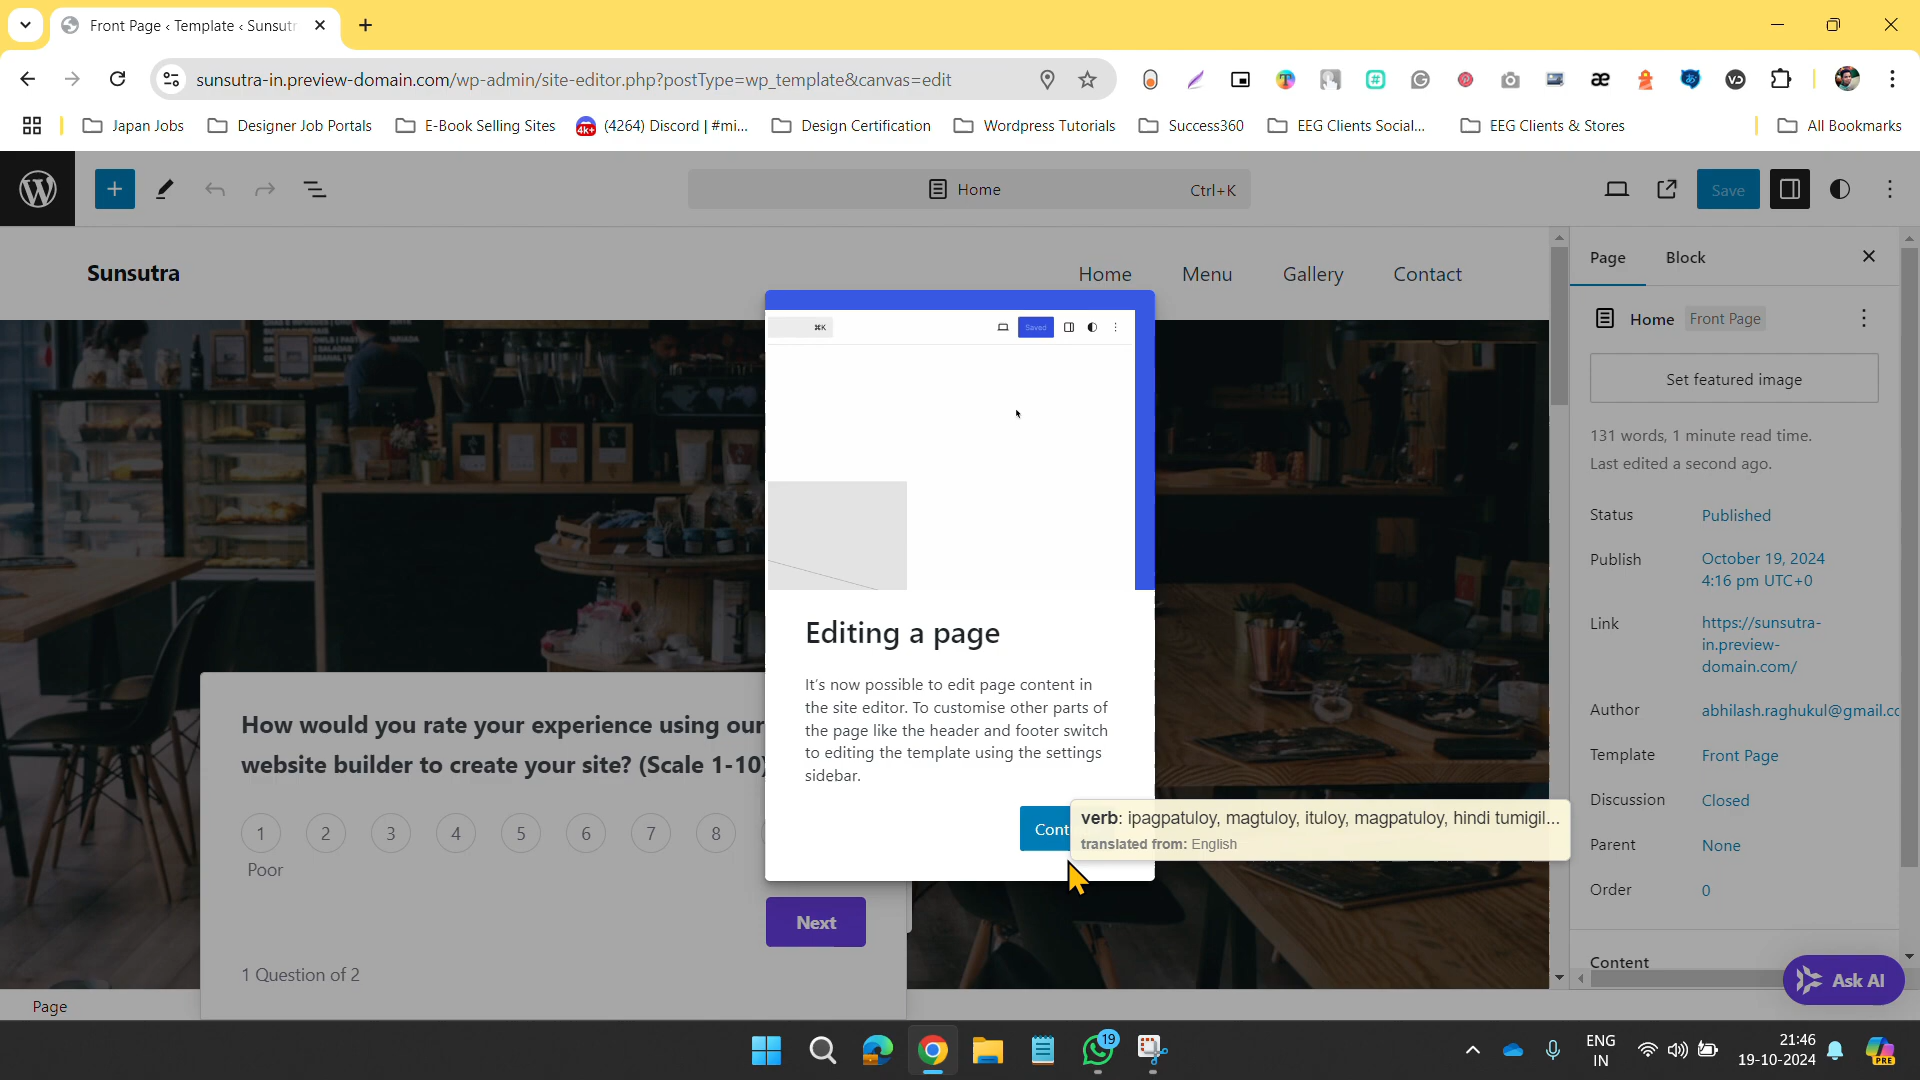 Front Page ‹ Template ‹ Sunsutr
sunsutra-in.preview-domain.com/wp-admin/site-editor.php?postType=wp_template&canvas=edit
Japan Jobs
Designer Job Portals
E-Book Selling Sites
4k+
(4264) Discord | #mi...
Design Certification
Wordpress Tutorials
Success360
EEG Clients Social...
EEG Clients & Stores
All Bookmarks
Home
Ctrl+K
Save
Sunsutra
Home
Menu
Gallery
Contact
Page
Block
Home
Front Page
Set featured image
131 words, 1 minute read time.
Last edited a second ago.
Status
Published
Publish
October 19, 2024
4:16 pm UTC+0
Link
https://sunsutra-
in.preview-
domain.com/
Author
abhilash.raghukul@gmail.cc
Template
Front Page
Discussion
Closed
Parent
None
Order
0
Content
⌘K
Saved
Editing a page
It's now possible to edit page content in
the site editor. To customise other parts of
the page like the header and footer switch
to editing the template using the settings
sidebar.
Cont
verb: ipagpatuloy, magtuloy, ituloy, magpatuloy, hindi tumigil...
translated from: English
How would you rate your experience using our
website builder to create your site? (Scale 1-10)
1
2
3
4
5
6
7
8
Poor
Next
1 Question of 2
Ask AI
Page
19
ENG
IN
21:46
19-10-2024
PRE